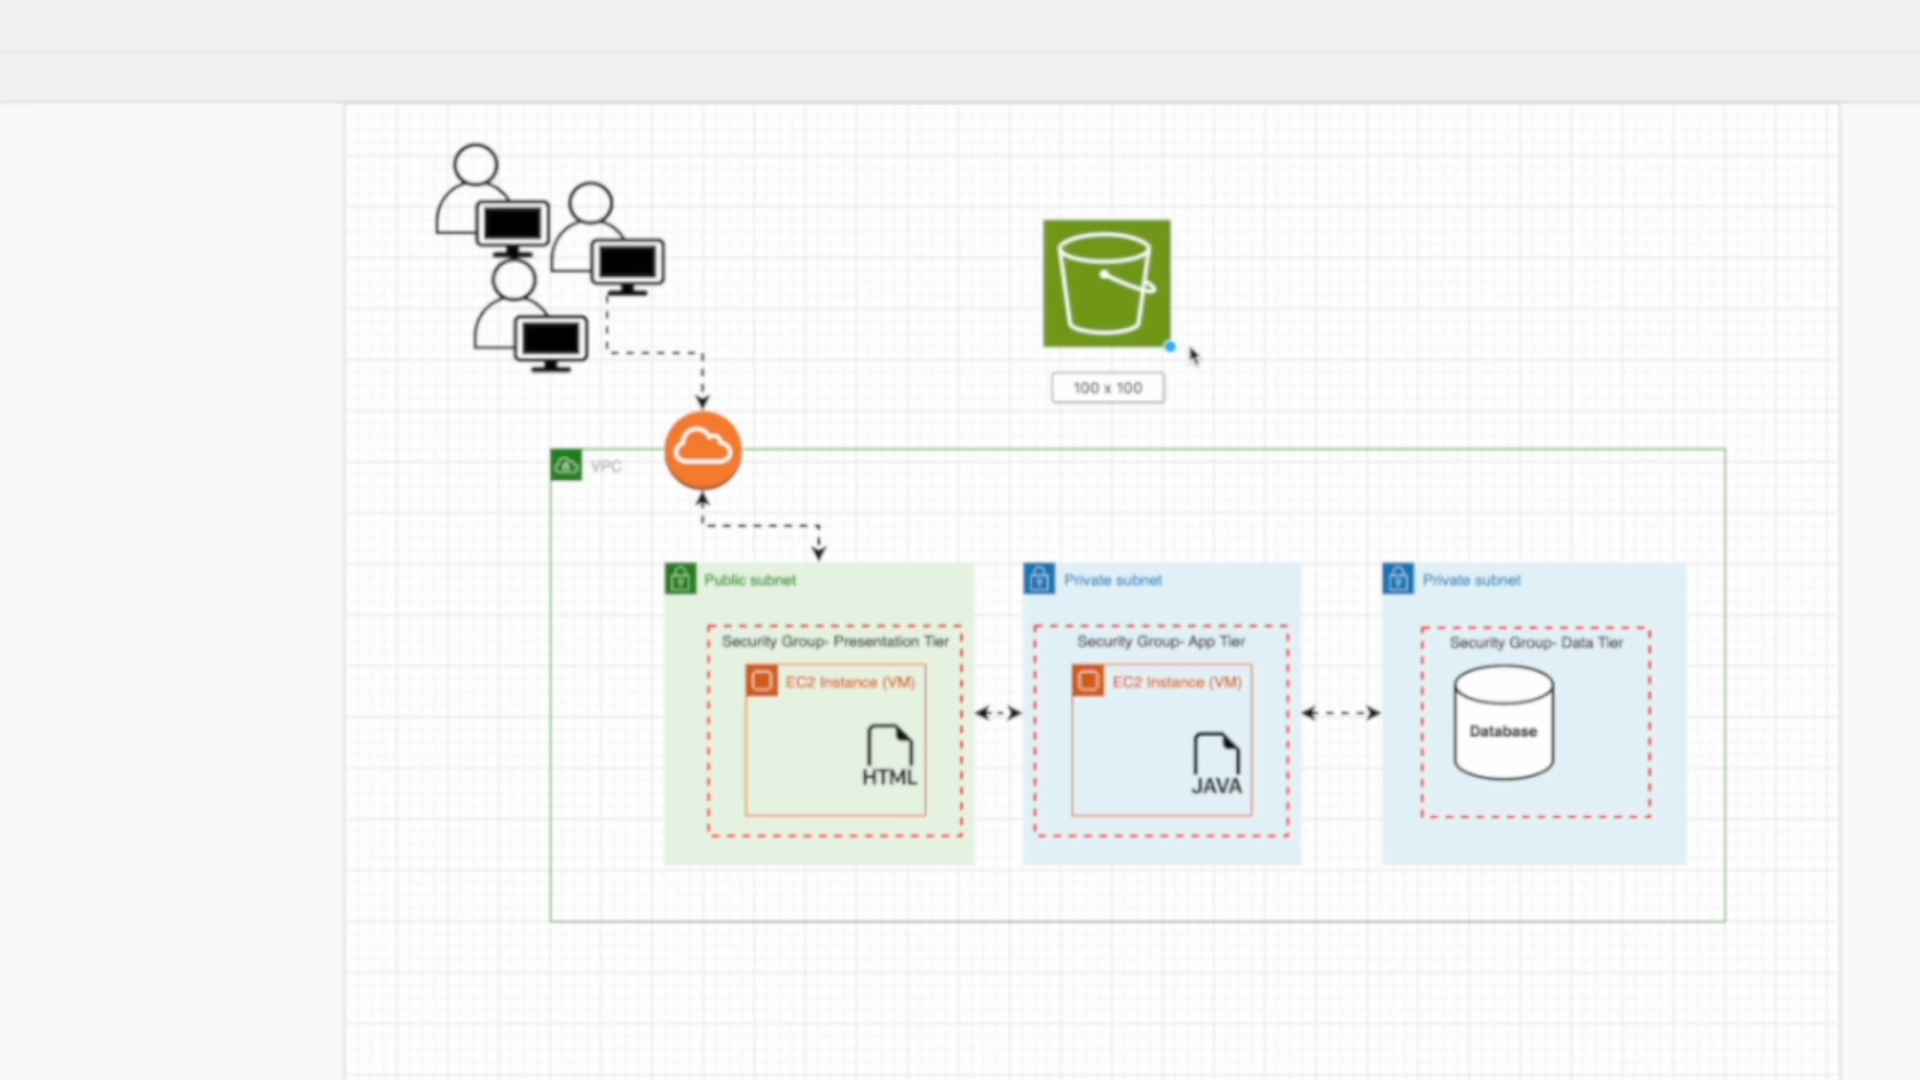 100 x 100
VPC
Public subnet
Private subnet
Private subnet
Security Group- Presentation Tier
Security Group- App Tier
Security Group- Data Tier
EC2 Instance (VM)
EC2 Instance (VM)
Database
HTML
JAVA